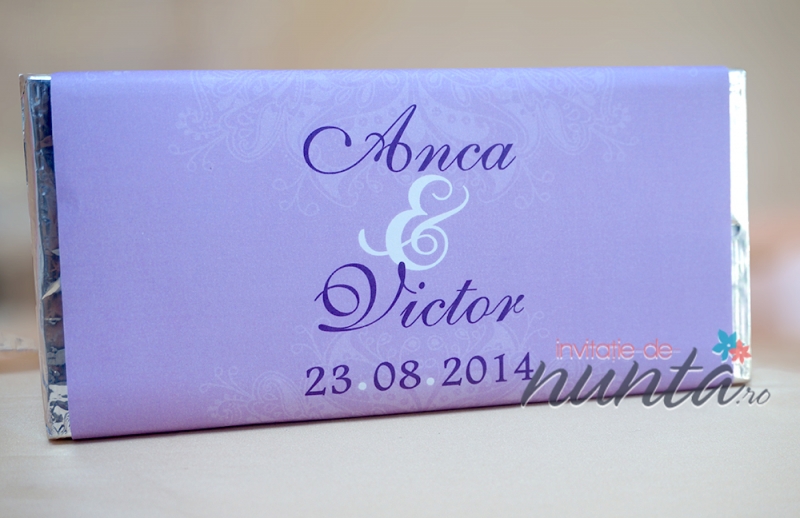 Anca
&
Victor
23.08.2014
invitatie de
nunta.ro